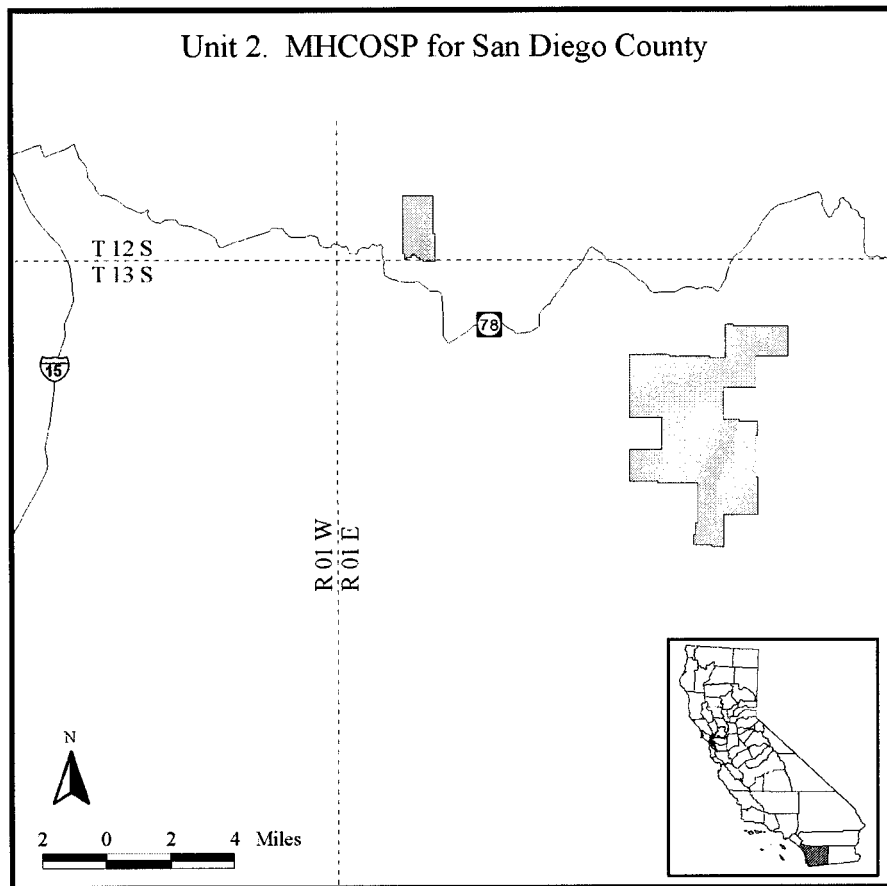 Unit 2. MHCOSP for San Diego County
T 12 S
T 13 S
78
15
R 01 W
R 01 E
N
2 0 2 4 Miles